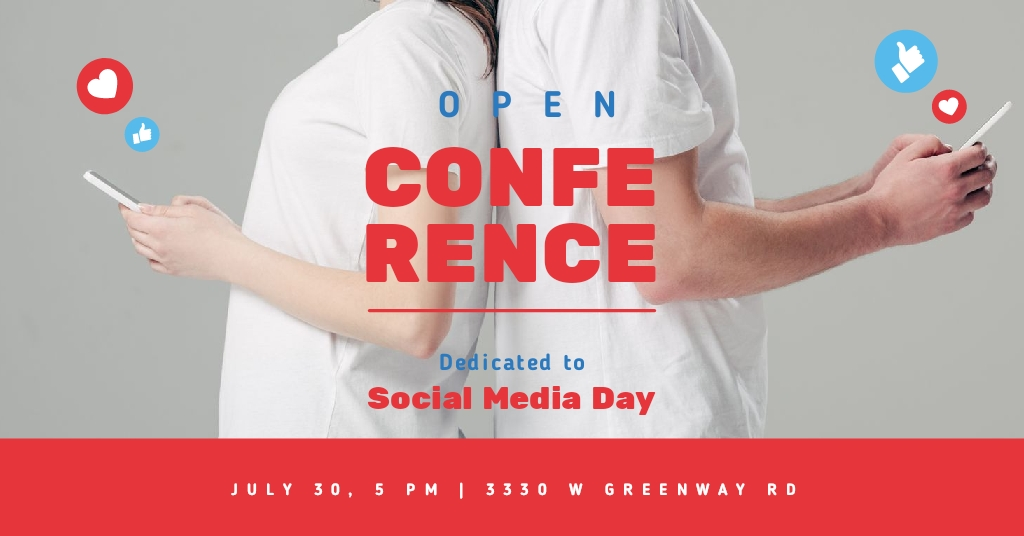 OPEN
CONFE
RENCE
Dedicated to
Social Media Day
JULY 30, 5 PM | 3330 W GREENWAY RD